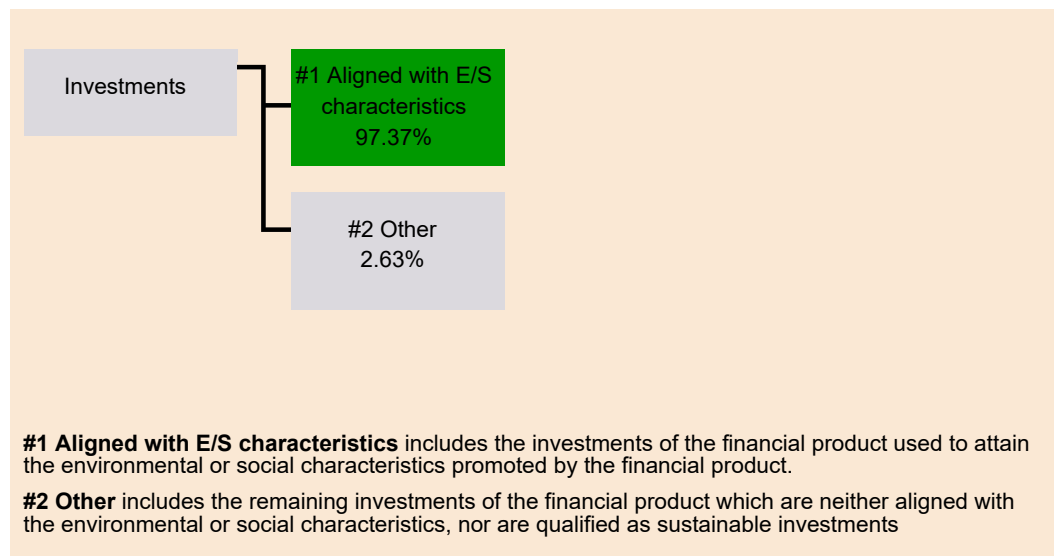 Investments
#1 Aligned with E/S
characteristics
97.37%
#2 Other
2.63%
#1 Aligned with E/S characteristics includes the investments of the financial product used to attain
the environmental or social characteristics promoted by the financial product.
#2 Other includes the remaining investments of the financial product which are neither aligned with
the environmental or social characteristics, nor are qualified as sustainable investments